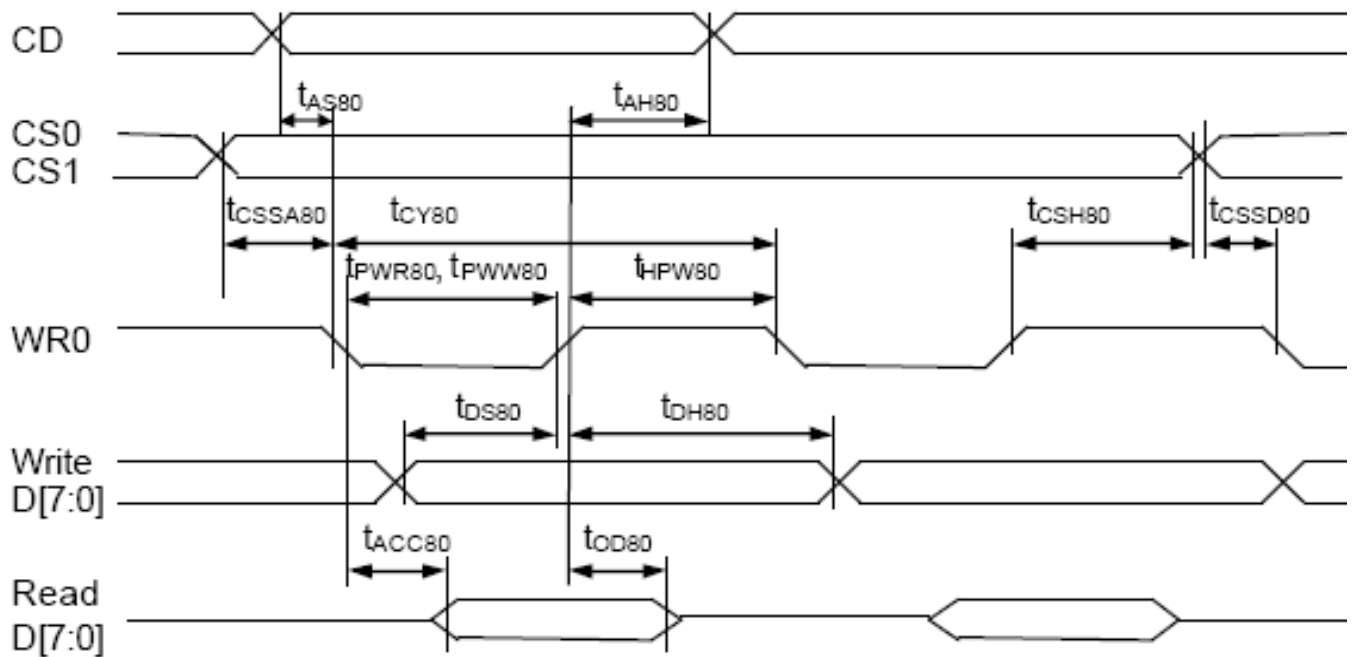 CD
tAS80 tAH80
CS0
CS1
tCSSA80 tCY80 tCSH80 tCSSD80
tPWR80, tPWW80 tHPW80
WR0
tDS80 tDH80
Write
D[7:0]
tACC80 tOD80
Read
D[7:0]